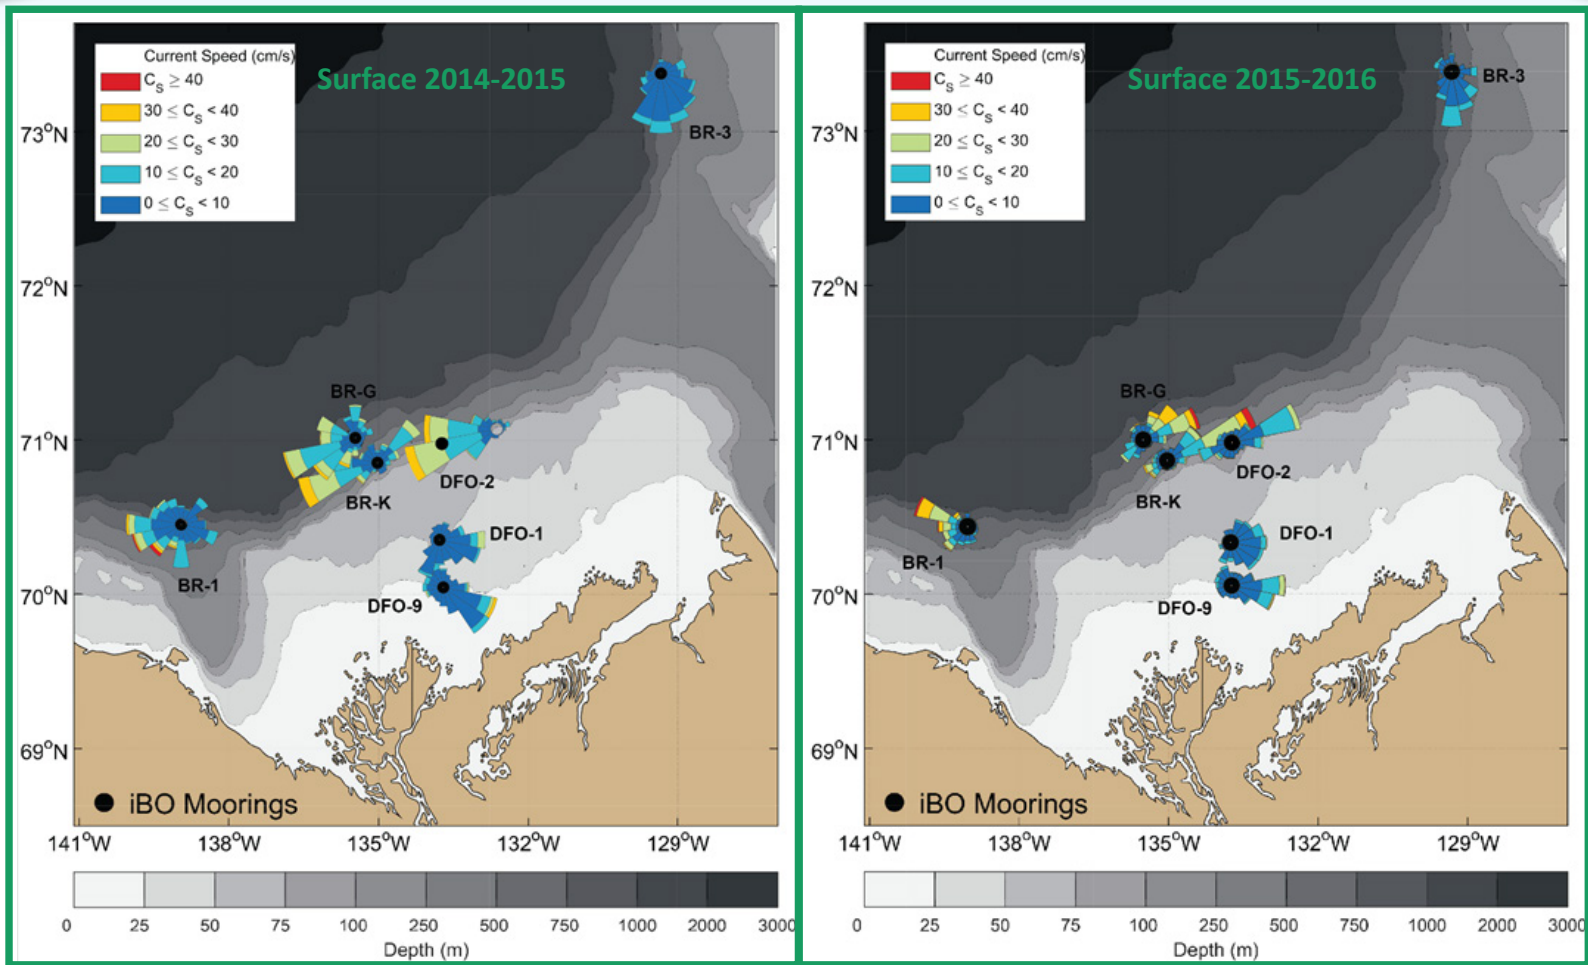 Surface 2014-2015
Current Speed (cm/s)
C_S ≥ 40
30 ≤ C_S < 40
20 ≤ C_S < 30
10 ≤ C_S < 20
0 ≤ C_S < 10
BR-3
BR-G
BR-K
DFO-2
DFO-1
BR-1
DFO-9
73°N
72°N
71°N
70°N
69°N
iBO Moorings
141°W 138°W 135°W 132°W 129°W
0 25 50 75 100 250 500 750 1000 2000 3000
Depth (m)
Surface 2015-2016
Current Speed (cm/s)
C_S ≥ 40
30 ≤ C_S < 40
20 ≤ C_S < 30
10 ≤ C_S < 20
0 ≤ C_S < 10
BR-3
BR-G
DFO-2
BR-K
DFO-1
BR-1
DFO-9
73°N
72°N
71°N
70°N
69°N
iBO Moorings
141°W 138°W 135°W 132°W 129°W
0 25 50 75 100 250 500 750 1000 2000 3000
Depth (m)